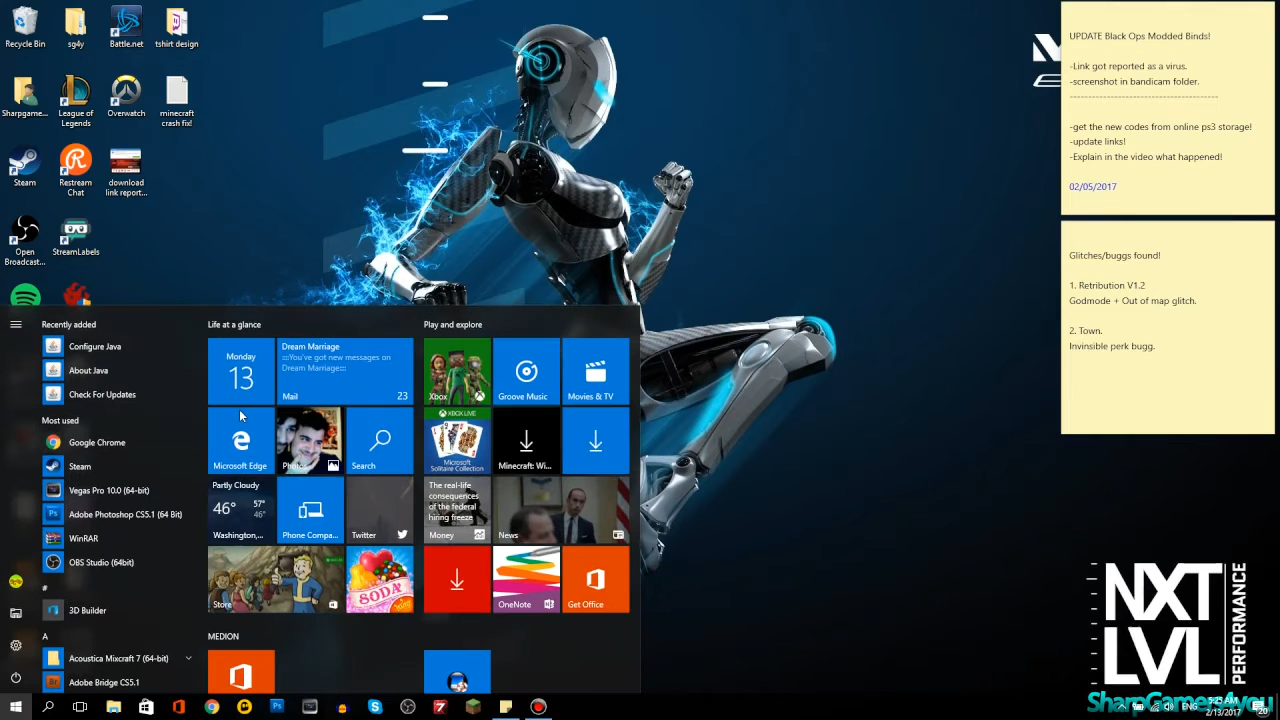 Recycle Bin
sg4y
Battle.net
tshirt design
Sharpgame...
League of
Legends
Overwatch
minecraft
crash fix!
Steam
Restream
Chat
download
link report...
Open
Broadcast...
StreamLabels
UPDATE Black Ops Modded Binds!
-Link got reported as a virus.
-screenshot in bandicam folder.
----------------------------------------
-get the new codes from online ps3 storage!
-update links!
-Explain in the video what happened!
02/05/2017
Glitches/buggs found!
1. Retribution V1.2
Godmode + Out of map glitch.
2. Town.
Invinsible perk bugg.
Recently added
Configure Java
About Java
Check For Updates
Most used
Google Chrome
Steam
Vegas Pro 10.0 (64-bit)
Adobe Photoshop CS5.1 (64 Bit)
WinRAR
OBS Studio (64bit)
#
3D Builder
A
Acoustica Mixcraft 7 (64-bit)
Adobe Bridge CS5.1
Life at a glance
Monday
13
Dream Marriage
:::You've got new messages on
Dream Marriage:::
Mail
23
Microsoft Edge
Photos
Search
Partly Cloudy
46°
57°
46°
Washington,...
Phone Compa...
Twitter
Store
SODA
MEDION
Play and explore
Xbox
Groove Music
Movies & TV
XBOX LIVE
Microsoft
Solitaire Collection
Minecraft: Wi...
The real-life
consequences
of the federal
hiring freeze
Money
News
OneNote
Get Office
NXT
LVL
PERFORMANCE
SharpGames4you
ENG
5:25 AM
2/13/2017
20